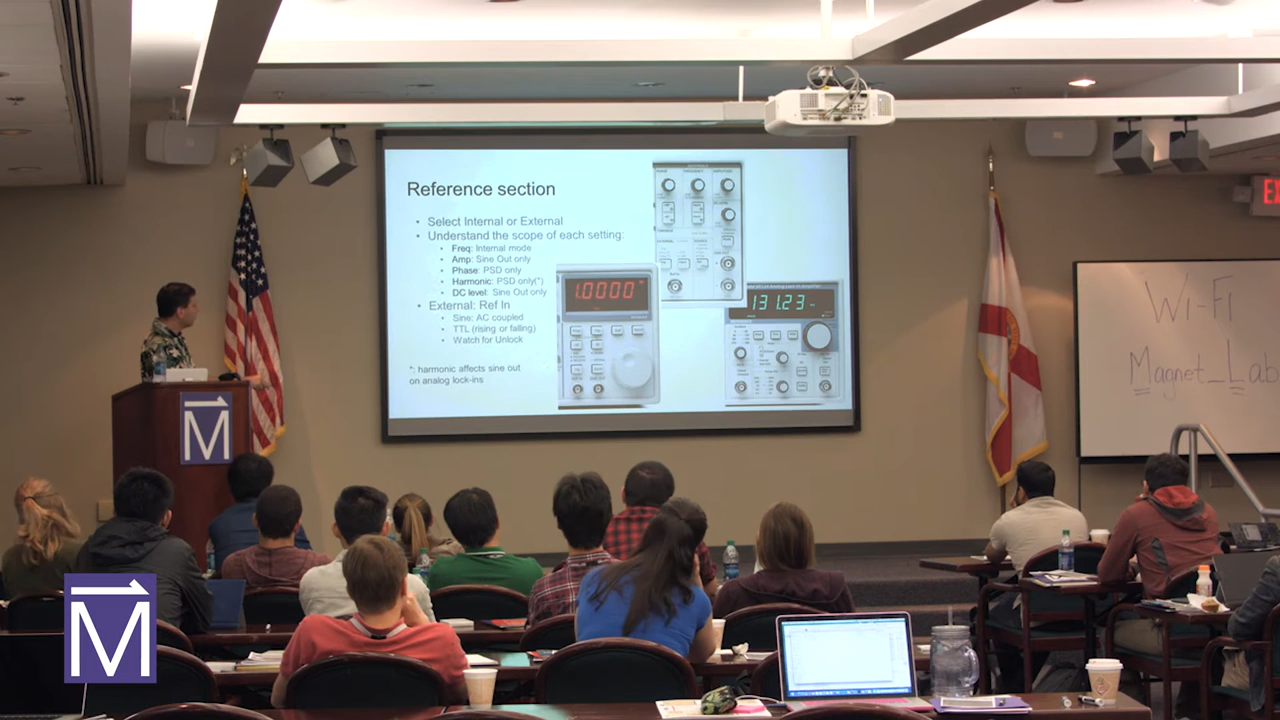 Reference section
• Select Internal or External
• Understand the scope of each setting:
• Freq: Internal mode
• Amp: Sine Out only
• Phase: PSD only
• Harmonic: PSD only(*)
• DC level: Sine Out only
• External: Ref In
• Sine: AC coupled
• TTL (rising or falling)
• Watch for Unlock
*: harmonic affects sine out
on analog lock-ins
1.0000
131.23
EX
Wi-Fi
Magnet_Lab
M
M